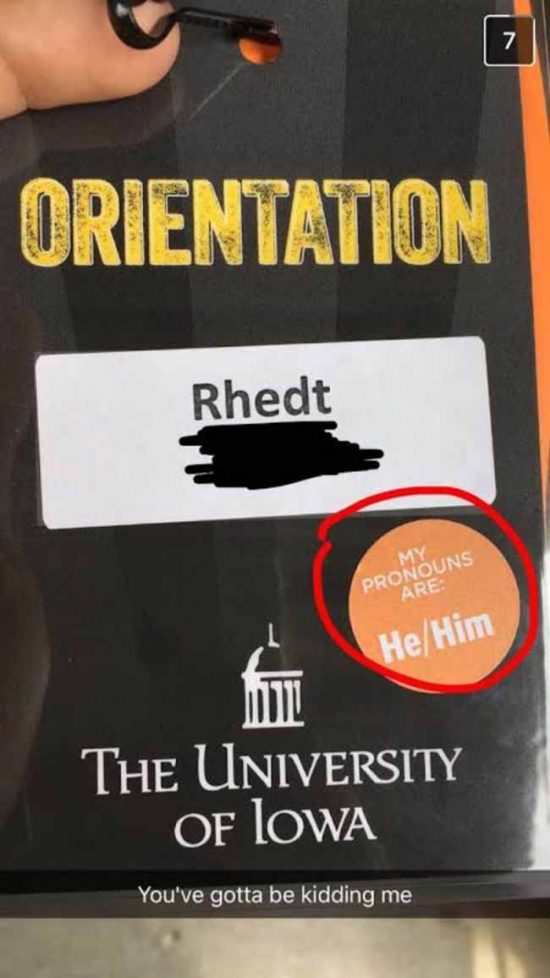 7
ORIENTATION
Rhedt
MY
PRONOUNS
ARE:
He/Him
THE UNIVERSITY
OF IOWA
You've gotta be kidding me